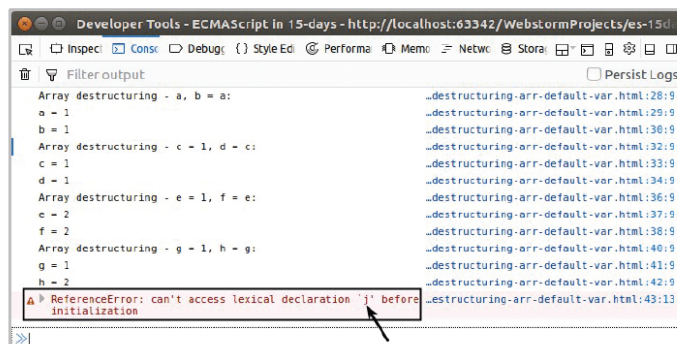 Developer Tools - ECMAScript in 15-days - http://localhost:63342/WebstormProjects/es-15d
Inspec Conso Debug {} Style Edi Performa Memo Netwo Stora
Filter output Persist Logs
Array destructuring - a, b = a: …destructuring-arr-default-var.html:28:9
a = 1 …destructuring-arr-default-var.html:29:9
b = 1 …destructuring-arr-default-var.html:30:9
Array destructuring - c = 1, d = c: …destructuring-arr-default-var.html:32:9
c = 1 …destructuring-arr-default-var.html:33:9
d = 1 …destructuring-arr-default-var.html:34:9
Array destructuring - e = 1, f = e: …destructuring-arr-default-var.html:36:9
e = 2 …destructuring-arr-default-var.html:37:9
f = 2 …destructuring-arr-default-var.html:38:9
Array destructuring - g = 1, h = g: …destructuring-arr-default-var.html:40:9
g = 1 …destructuring-arr-default-var.html:41:9
h = 2 …destructuring-arr-default-var.html:42:9
ReferenceError: can't access lexical declaration `j' before …estructuring-arr-default-var.html:43:13
initialization